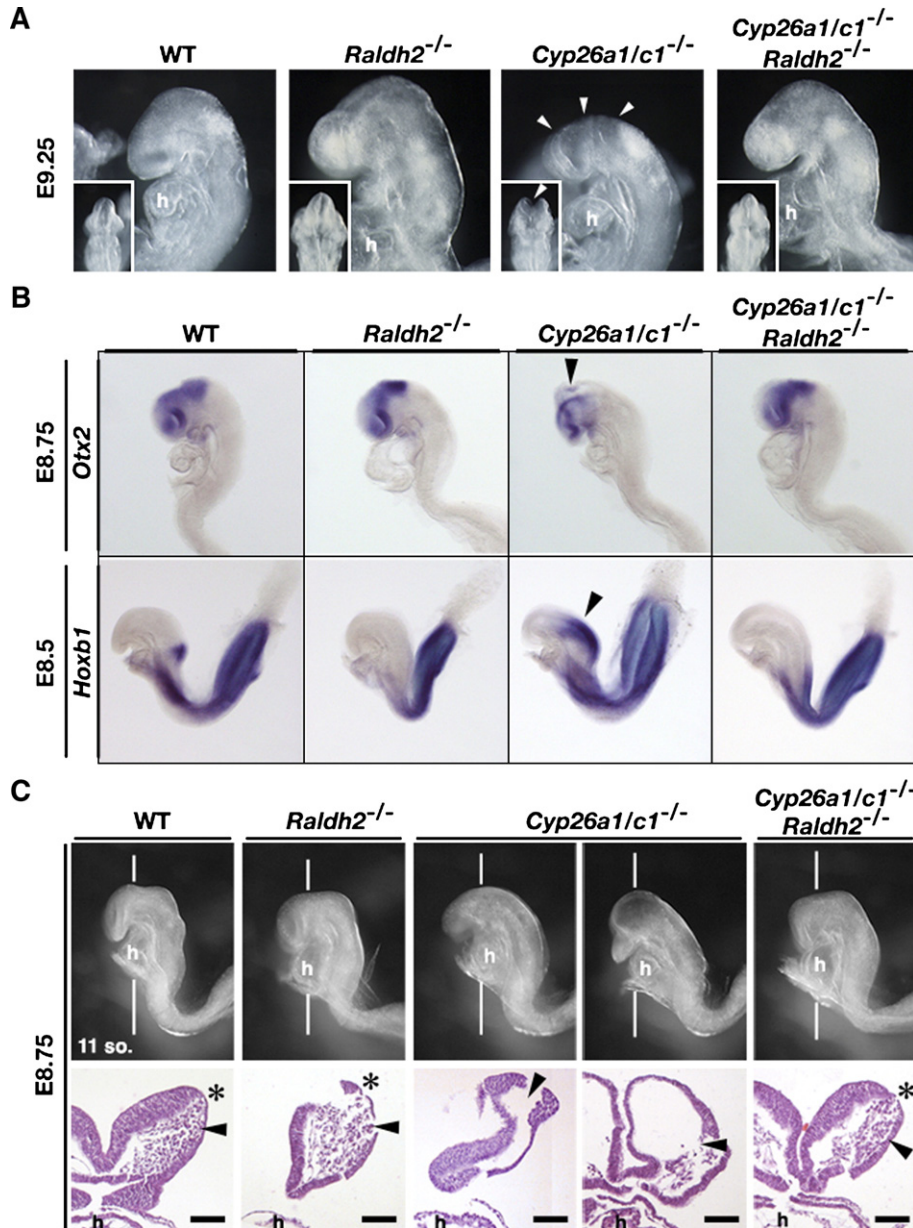 A
WT
Raldh2-/-
Cyp26a1/c1-/-
Cyp26a1/c1-/-
Raldh2-/-
E9.25
h
h
h
h
B
WT
Raldh2-/-
Cyp26a1/c1-/-
Cyp26a1/c1-/-
Raldh2-/-
E8.75
Otx2
E8.5
Hoxb1
C
WT
Raldh2-/-
Cyp26a1/c1-/-
Cyp26a1/c1-/-
Raldh2-/-
E8.75
h
h
h
h
h
11 so.
*
*
*
h
h
h
h
h